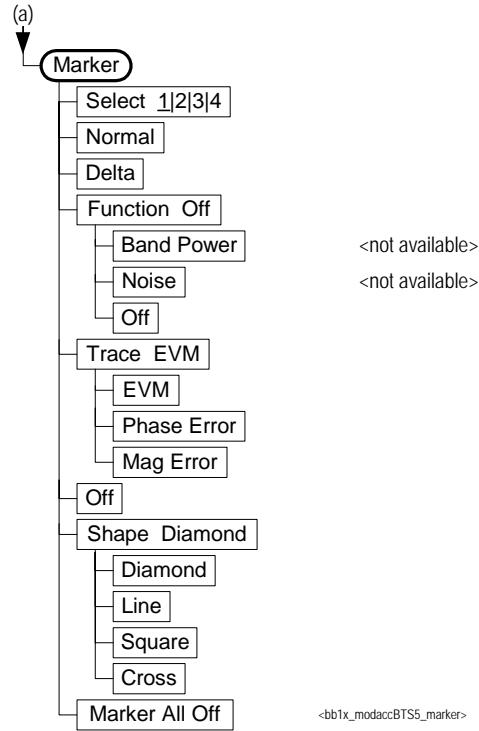 (a)
Marker
Select 1|2|3|4
Normal
Delta
Function Off
Band Power <not available>
Noise <not available>
Off
Trace EVM
EVM
Phase Error
Mag Error
Off
Shape Diamond
Diamond
Line
Square
Cross
Marker All Off <bb1x_modaccBTS5_marker>